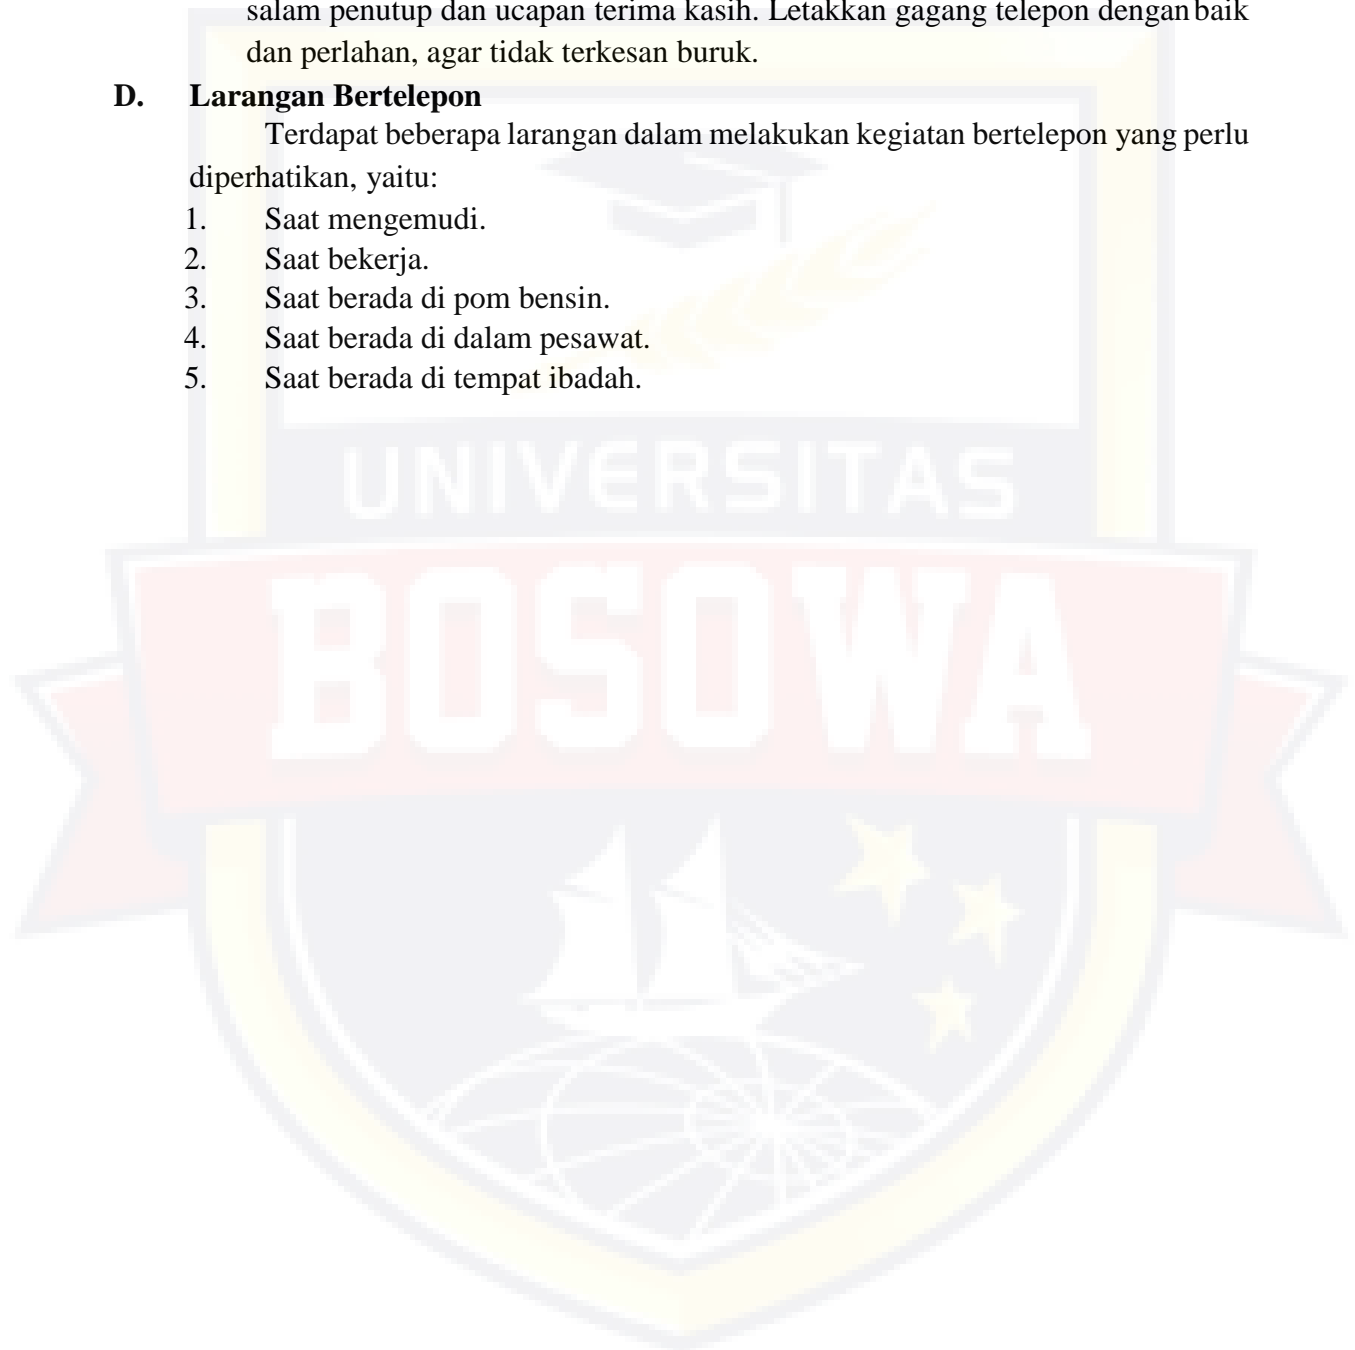 salam penutup dan ucapan terima kasih. Letakkan gagang telepon dengan baik
dan perlahan, agar tidak terkesan buruk.
D. Larangan Bertelepon
Terdapat beberapa larangan dalam melakukan kegiatan bertelepon yang perlu
diperhatikan, yaitu:
1. Saat mengemudi.
2. Saat bekerja.
3. Saat berada di pom bensin.
4. Saat berada di dalam pesawat.
5. Saat berada di tempat ibadah.
UNIVERSITAS
BOSOWA